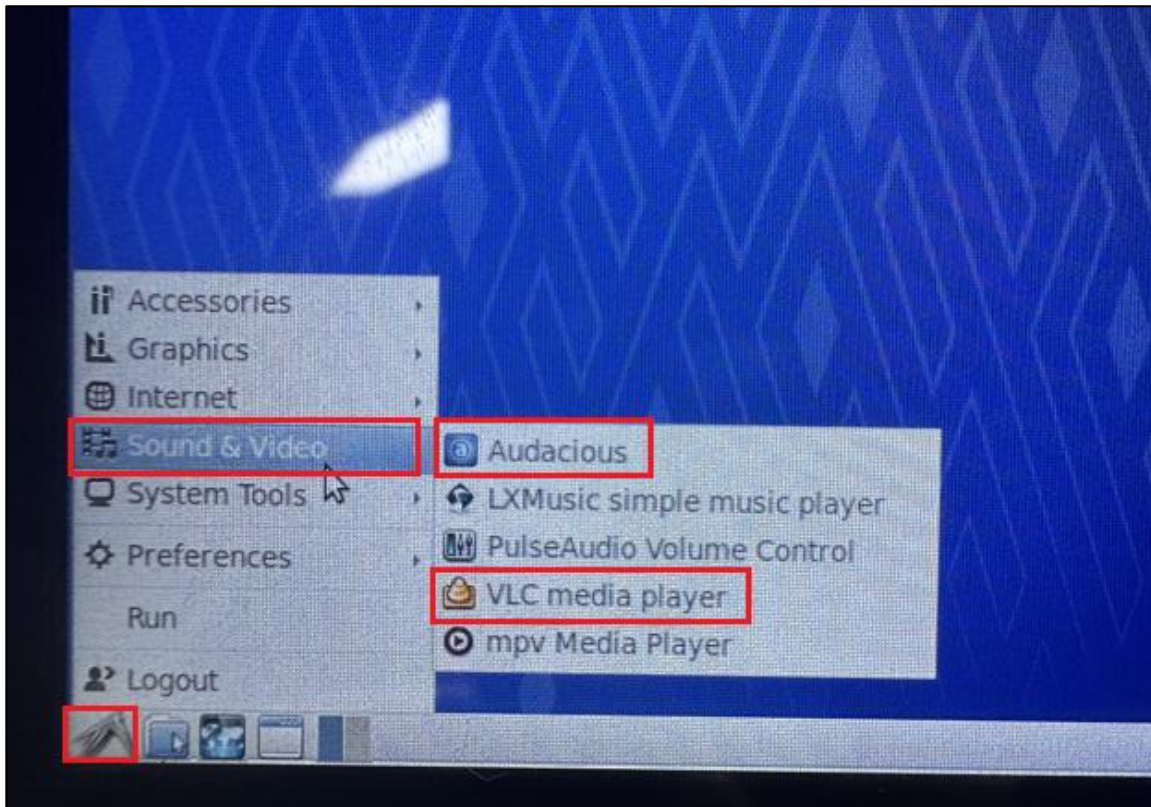 Accessories
Graphics
Internet
Sound & Video
System Tools
Preferences
Run
Logout
Audacious
LXMusic simple music player
PulseAudio Volume Control
VLC media player
mpv Media Player